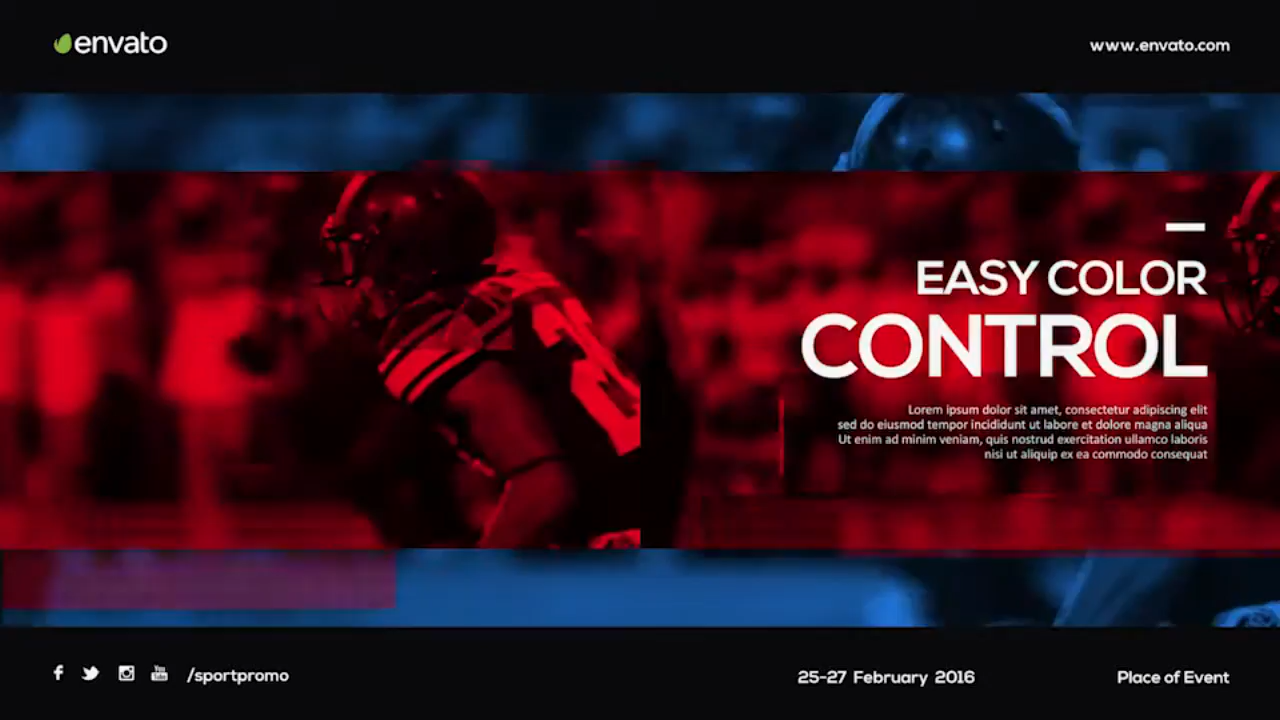 envato
www.envato.com
EASY COLOR
CONTROL
Lorem ipsum dolor sit amet, consectetur adipiscing elit
sed do eiusmod tempor incididunt ut labore et dolore magna aliqua
Ut enim ad minim veniam, quis nostrud exercitation ullamco laboris
nisi ut aliquip ex ea commodo consequat
You Tube
/sportpromo
25-27 February 2016
Place of Event